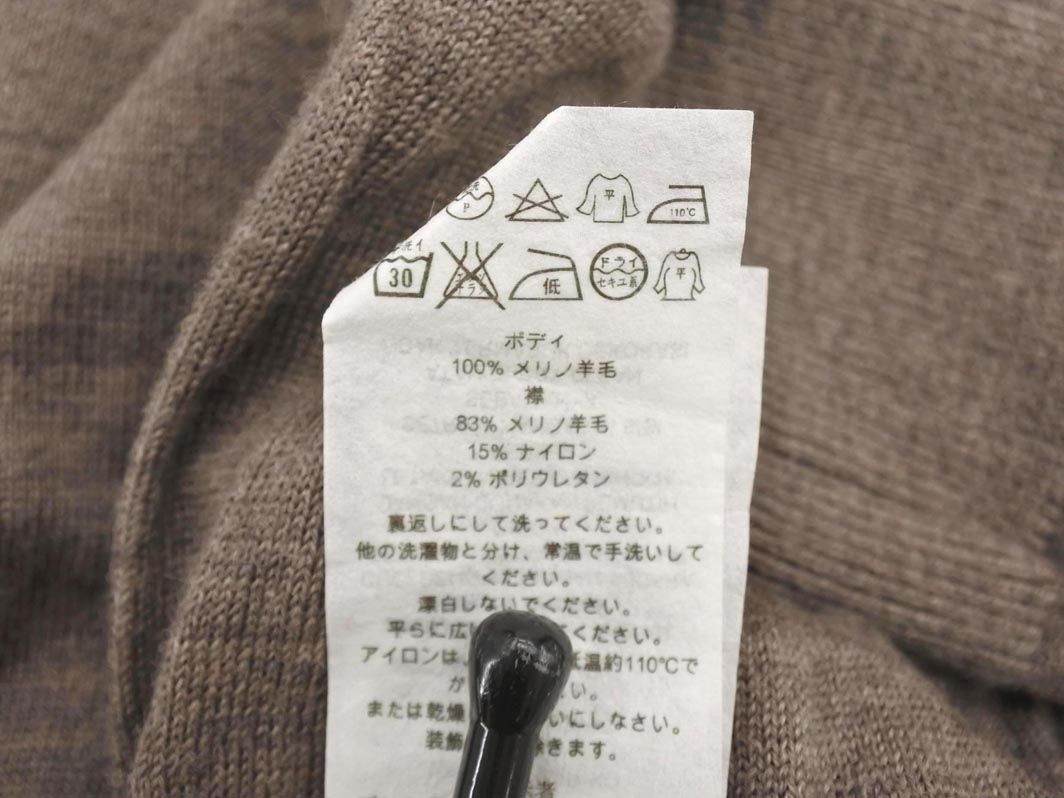 P
平
110℃
30
低
ドライ
セキユ系
平
ボディ
100% メリノ羊毛
襟
83% メリノ羊毛
15% ナイロン
2% ポリウレタン
裏返しにして洗ってください。
他の洗濯物と分け、常温で手洗いして
ください。
漂白しないでください。
平らに広 ください。
アイロンは、 低温約110℃で
か い。
または乾燥 いにしなさい。
装飾 除きます。